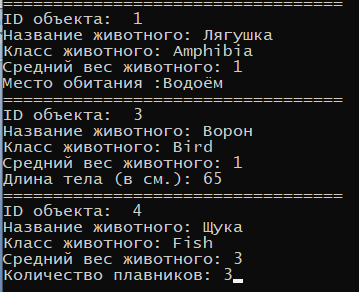 ==================================
ID объекта:  1
Название животного: Лягушка
Класс животного: Amphibia
Средний вес животного: 1
Место обитания :Водоём
==================================
ID объекта:  3
Название животного: Ворон
Класс животного: Bird
Средний вес животного: 1
Длина тела (в см.): 65
==================================
ID объекта:  4
Название животного: Щука
Класс животного: Fish
Средний вес животного: 3
Количество плавников: 3